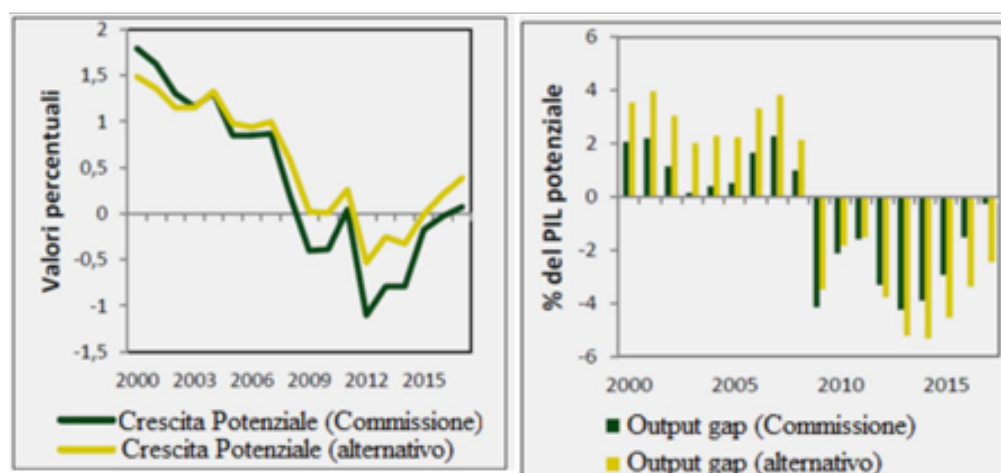 Valori percentuali
2
1,5
1
0,5
0
-0,5
-1
-1,5
2000 2003 2006 2009 2012 2015
Crescita Potenziale (Commissione)
Crescita Potenziale (alternativo)
% del PIL potenziale
6
4
2
0
-2
-4
-6
2000 2005 2010 2015
Output gap (Commissione)
Output gap (alternativo)